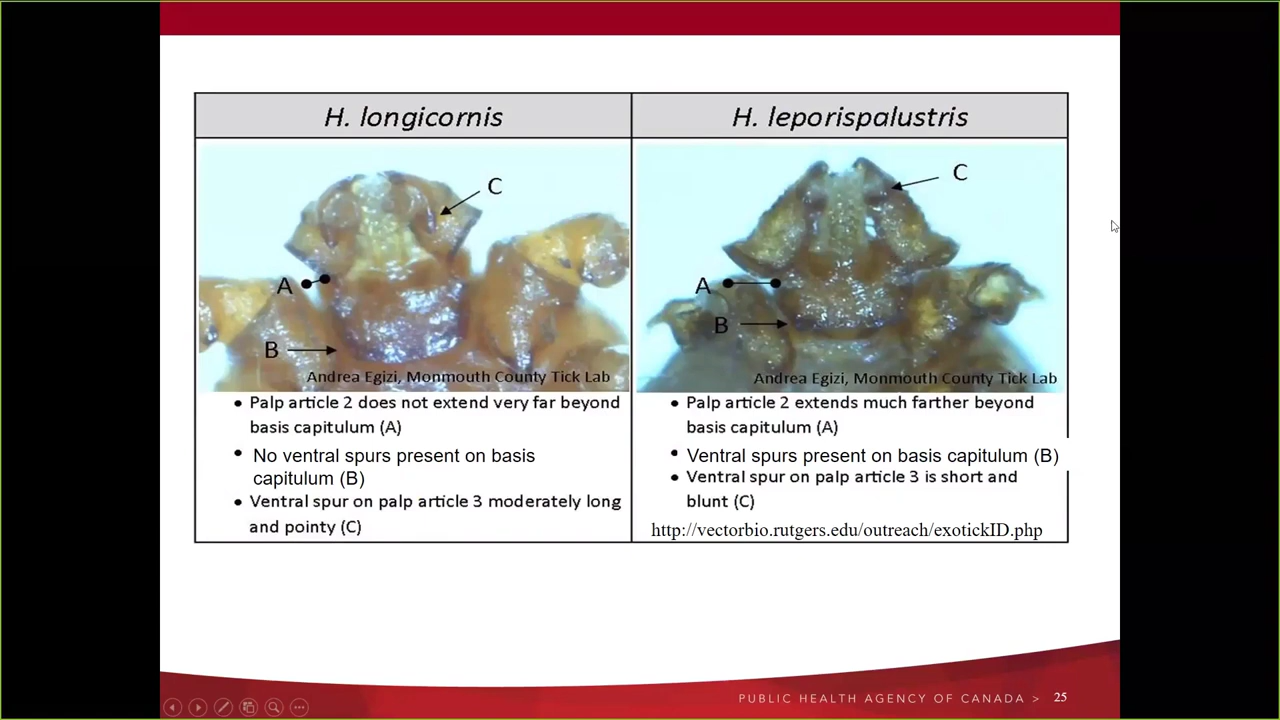 H. longicornis
H. leporispalustris
C
A
B
Andrea Egizi, Monmouth County Tick Lab
C
A
B
Andrea Egizi, Monmouth County Tick Lab
• Palp article 2 does not extend very far beyond
basis capitulum (A)
• No ventral spurs present on basis
capitulum (B)
• Ventral spur on palp article 3 moderately long
and pointy (C)
• Palp article 2 extends much farther beyond
basis capitulum (A)
• Ventral spurs present on basis capitulum (B)
• Ventral spur on palp article 3 is short and
blunt (C)
http://vectorbio.rutgers.edu/outreach/exotickID.php
PUBLIC HEALTH AGENCY OF CANADA > 25